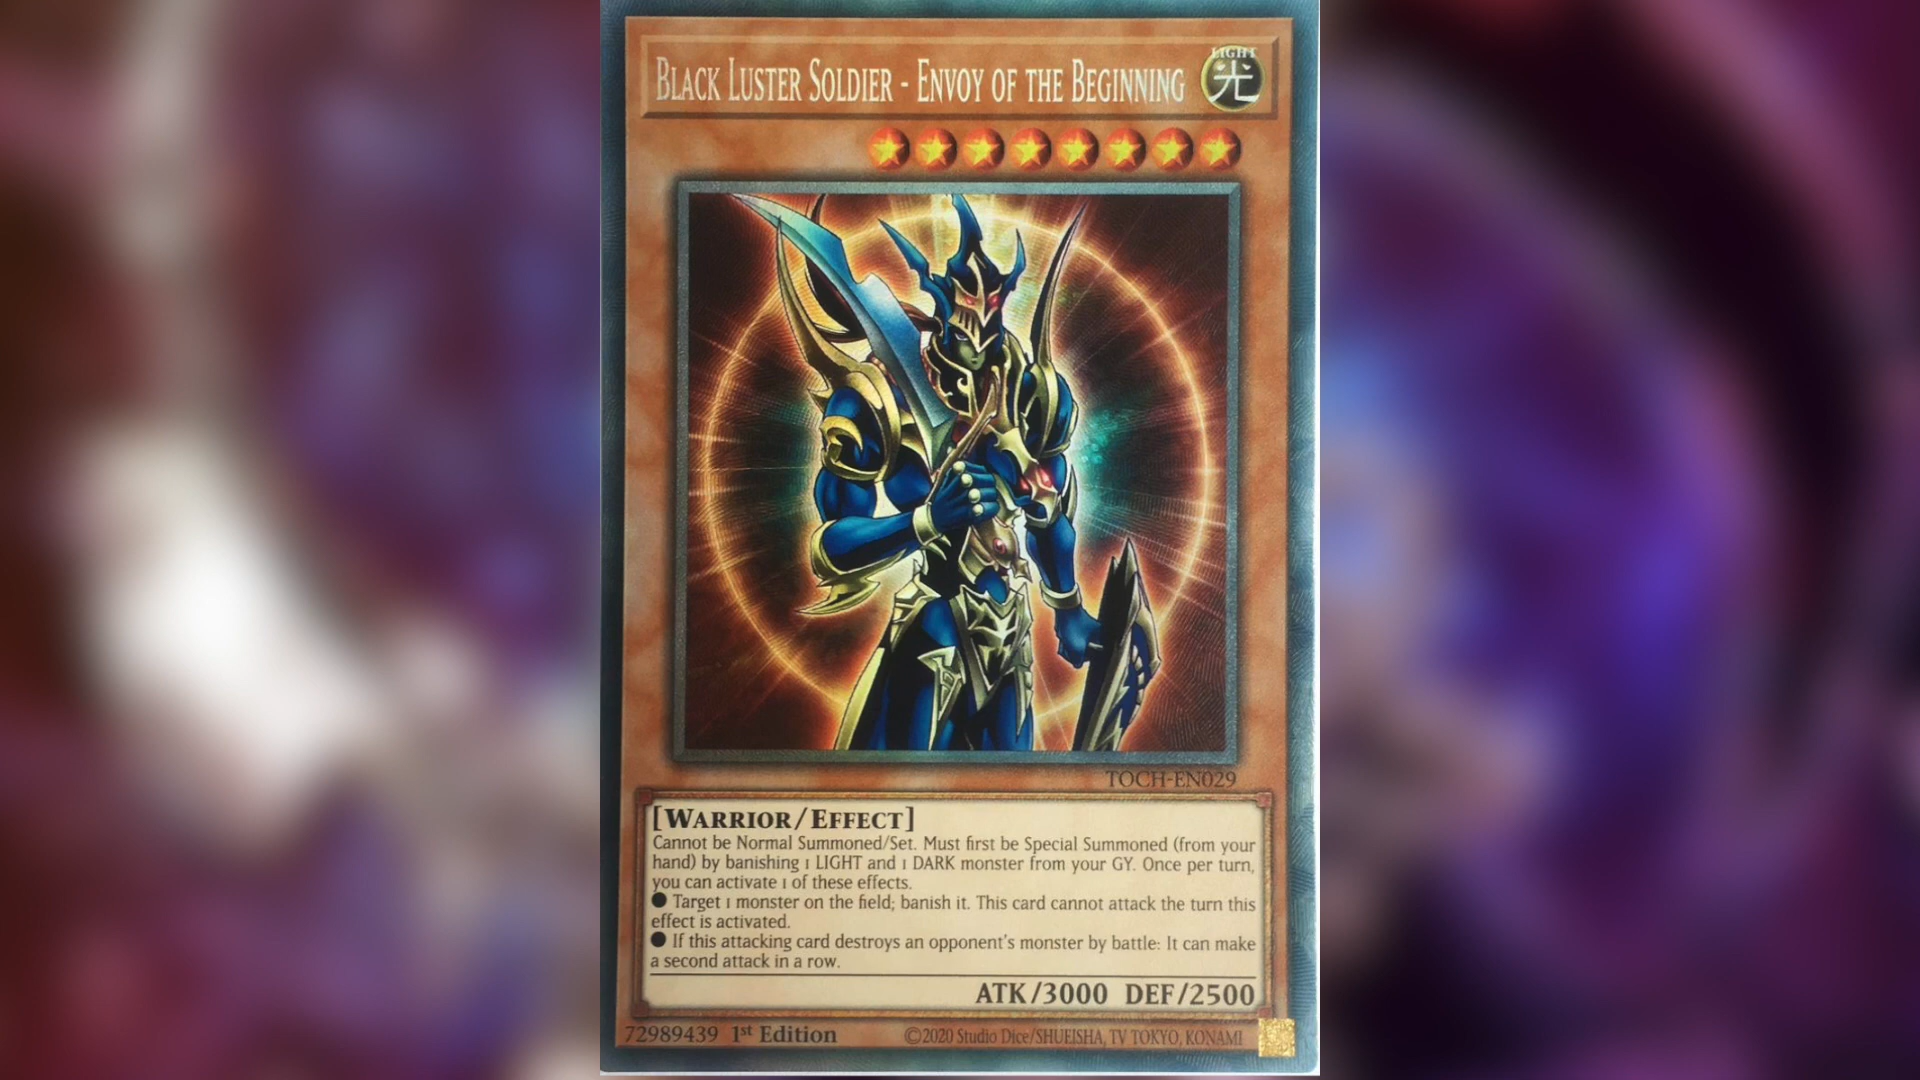 BLACK LUSTER SOLDIER - ENVOY OF THE BEGINNING
LIGHT
光
TOCH-EN029
[WARRIOR/EFFECT]
Cannot be Normal Summoned/Set. Must first be Special Summoned (from your
hand) by banishing 1 LIGHT and 1 DARK monster from your GY. Once per turn,
you can activate 1 of these effects.
● Target 1 monster on the field; banish it. This card cannot attack the turn this
effect is activated.
● If this attacking card destroys an opponent's monster by battle: It can make
a second attack in a row.
ATK/3000 DEF/2500
72989439 1st Edition ©2020 Studio Dice/SHUEISHA, TV TOKYO, KONAMI